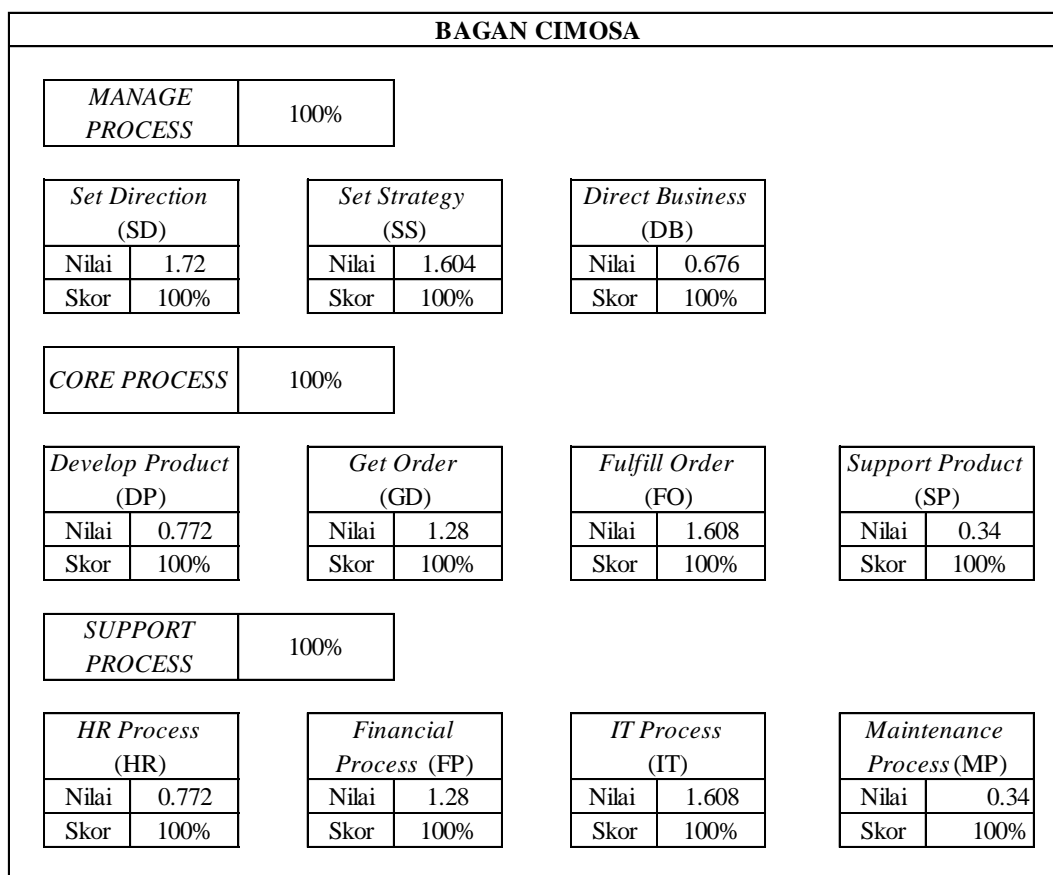 BAGAN CIMOSA
MANAGE
PROCESS
100%
Set Direction
(SD)
Nilai 1.72
Skor 100%
Set Strategy
(SS)
Nilai 1.604
Skor 100%
Direct Business
(DB)
Nilai 0.676
Skor 100%
CORE PROCESS 100%
Develop Product
(DP)
Nilai 0.772
Skor 100%
Get Order
(GD)
Nilai 1.28
Skor 100%
Fulfill Order
(FO)
Nilai 1.608
Skor 100%
Support Product
(SP)
Nilai 0.34
Skor 100%
SUPPORT
PROCESS
100%
HR Process
(HR)
Nilai 0.772
Skor 100%
Financial
Process (FP)
Nilai 1.28
Skor 100%
IT Process
(IT)
Nilai 1.608
Skor 100%
Maintenance
Process (MP)
Nilai 0.34
Skor 100%